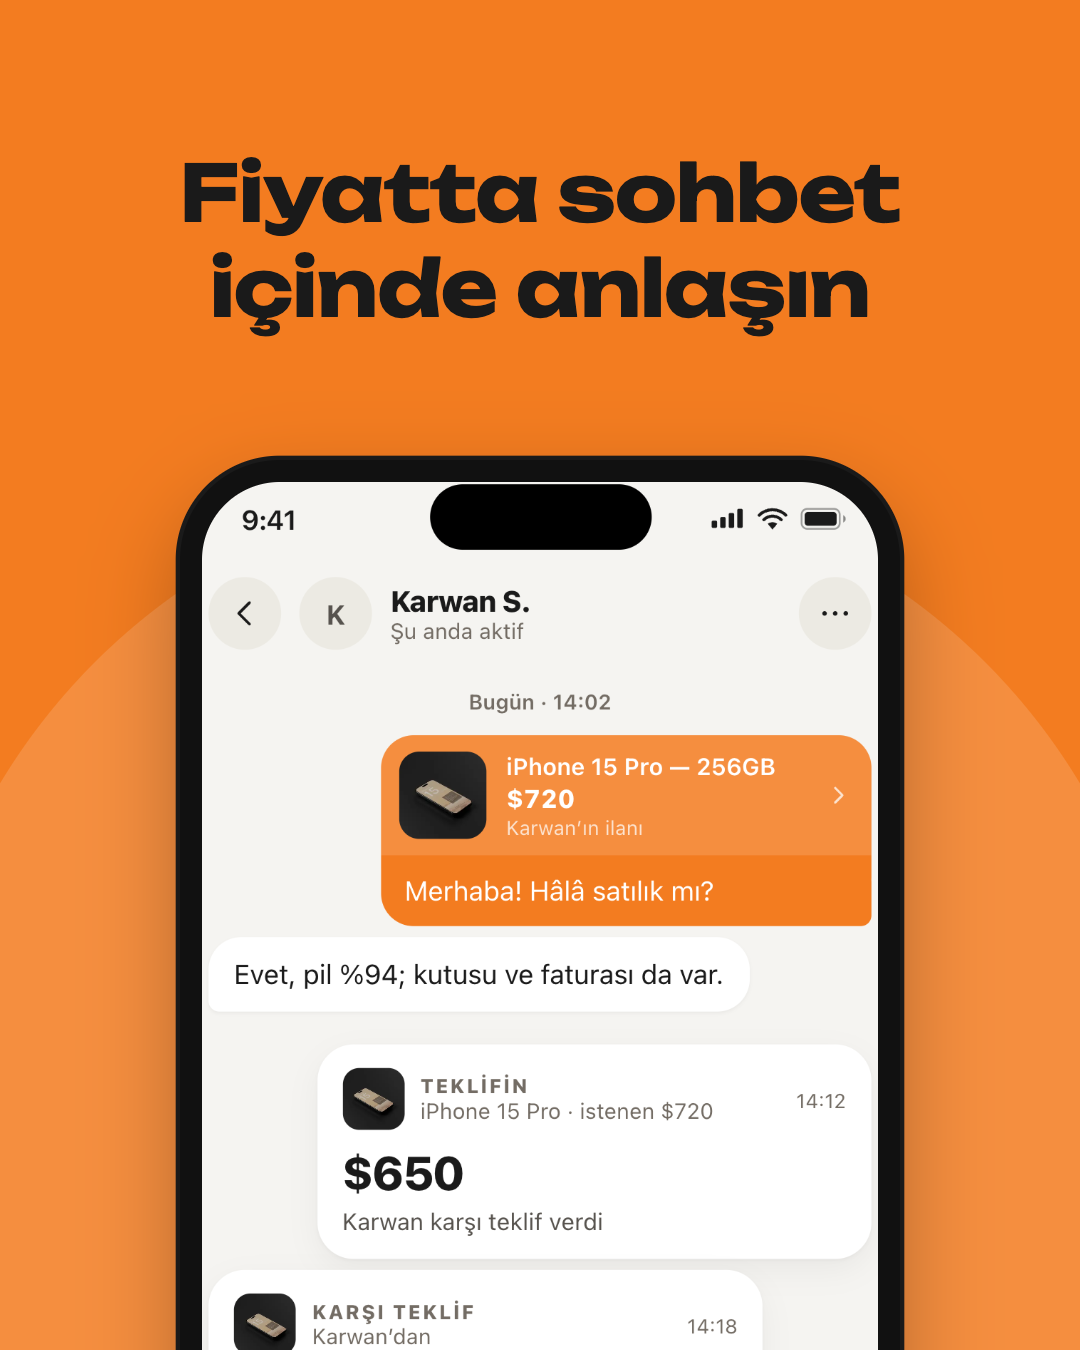 Fiyatta sohbet
içinde anlaşın
9:41
K
Karwan S.
Şu anda aktif
Bugün · 14:02
iPhone 15 Pro — 256GB
$720
Karwan’ın ilanı
Merhaba! Hâlâ satılık mı?
Evet, pil %94; kutusu ve faturası da var.
TEKLİFİN
iPhone 15 Pro · istenen $720
14:12
$650
Karwan karşı teklif verdi
KARŞI TEKLİF
Karwan’dan
14:18